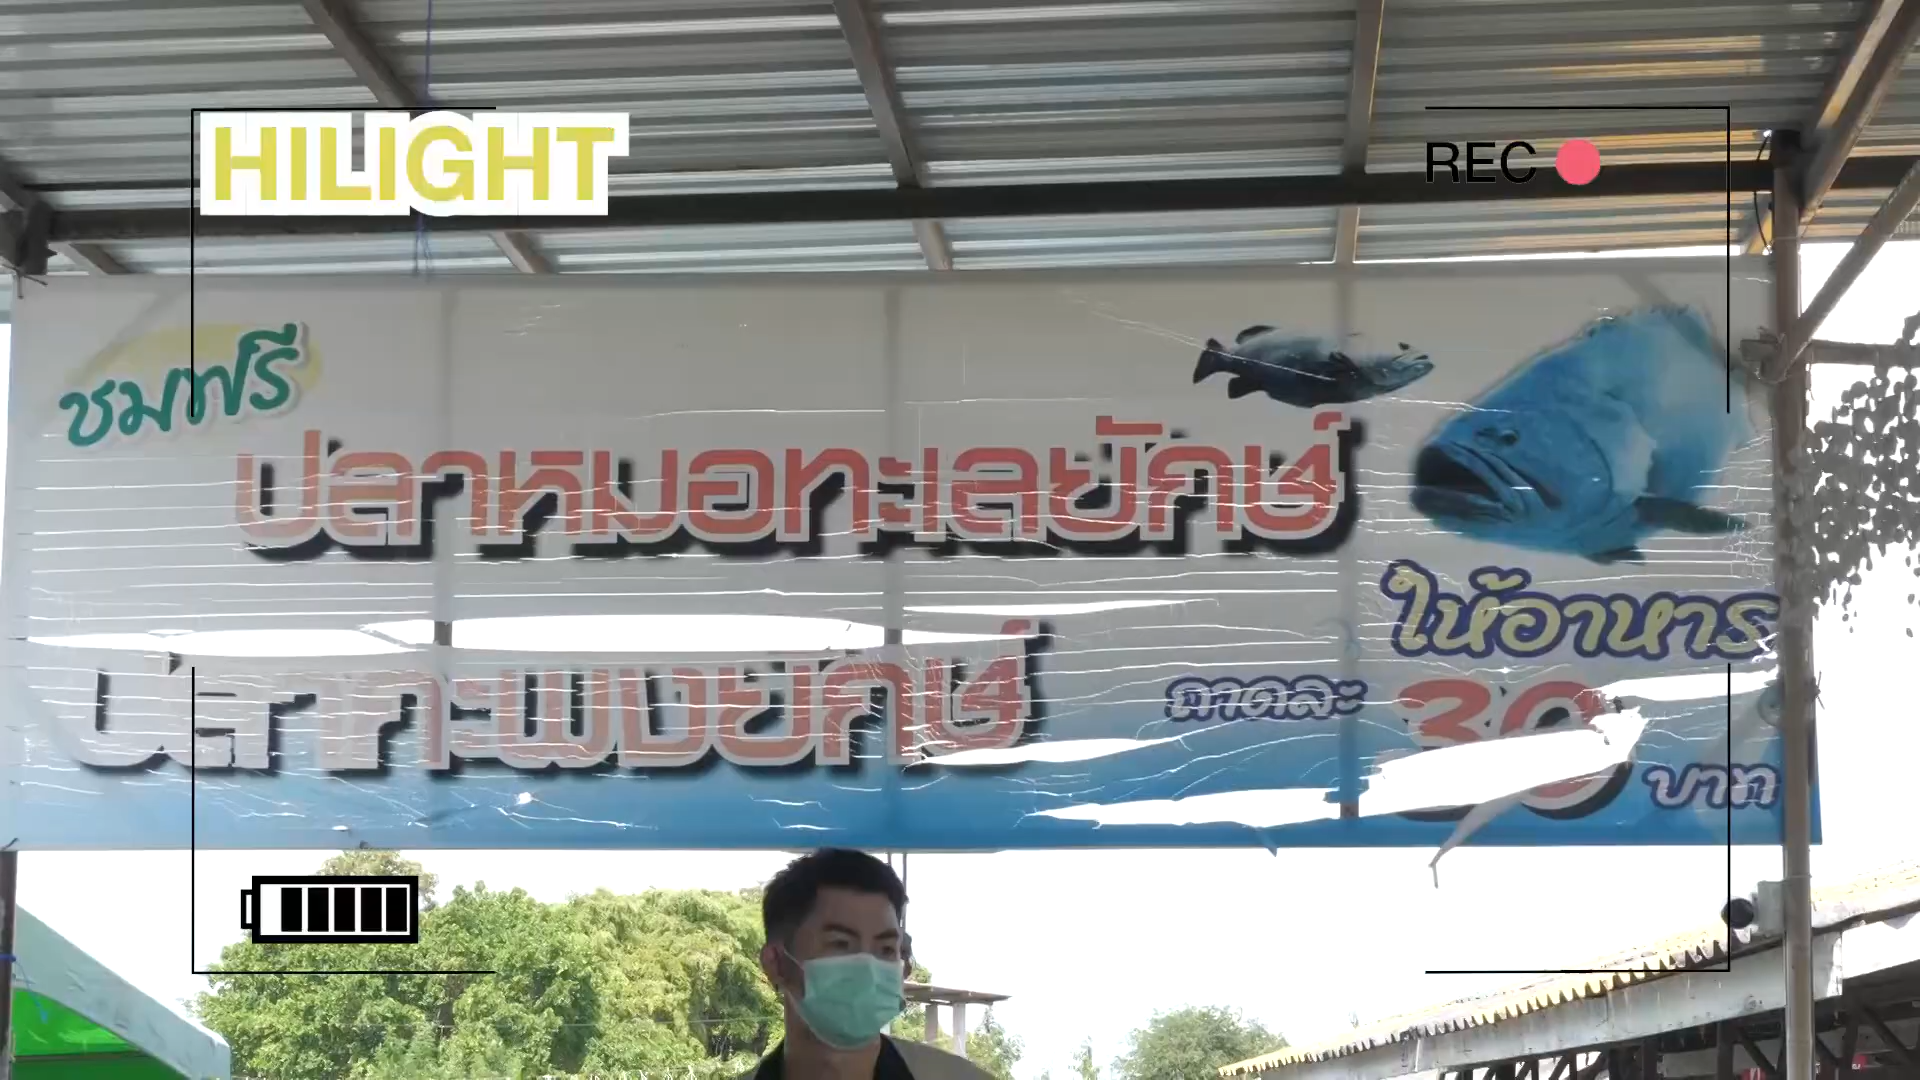 HILIGHT
REC
ชมฟรี
ปลาหมอทะเลยักษ์
ปลากะพงยักษ์
ให้อาหาร
ถาดละ 30 บาท